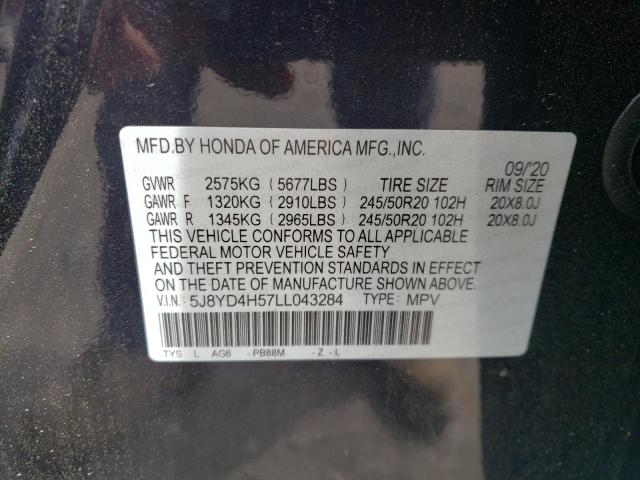 MFD.BY HONDA OF AMERICA MFG.,INC.
09/'20
GVWR 2575KG (5677LBS) TIRE SIZE RIM SIZE
GAWR F 1320KG (2910LBS) 245/50R20 102H 20X8.0J
GAWR R 1345KG (2965LBS) 245/50R20 102H 20X8.0J
THIS VEHICLE CONFORMS TO ALL APPLICABLE
FEDERAL MOTOR VEHICLE SAFETY
AND THEFT PREVENTION STANDARDS IN EFFECT
ON THE DATE OF MANUFACTURE SHOWN ABOVE.
V.I.N.: 5J8YD4H57LL043284 TYPE: MPV
TYS L AG6 -PB88M -Z-L